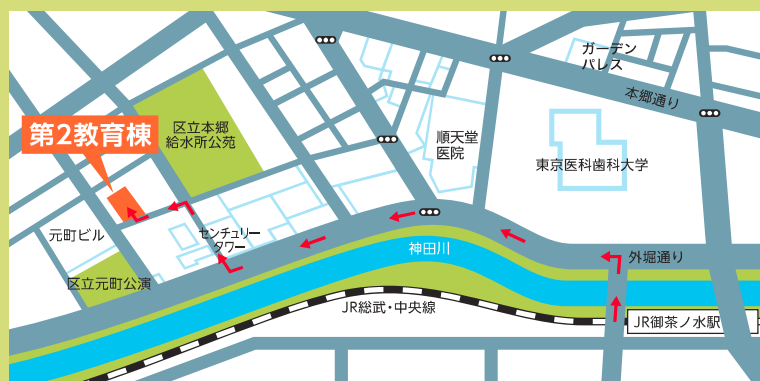 ガーデン
パレス
本郷通り
区立本郷
給水所公苑
第2教育棟
順天堂
医院
東京医科歯科大学
元町ビル
センチュリー
タワー
神田川
外堀通り
区立元町公演
JR総武・中央線
JR御茶ノ水駅